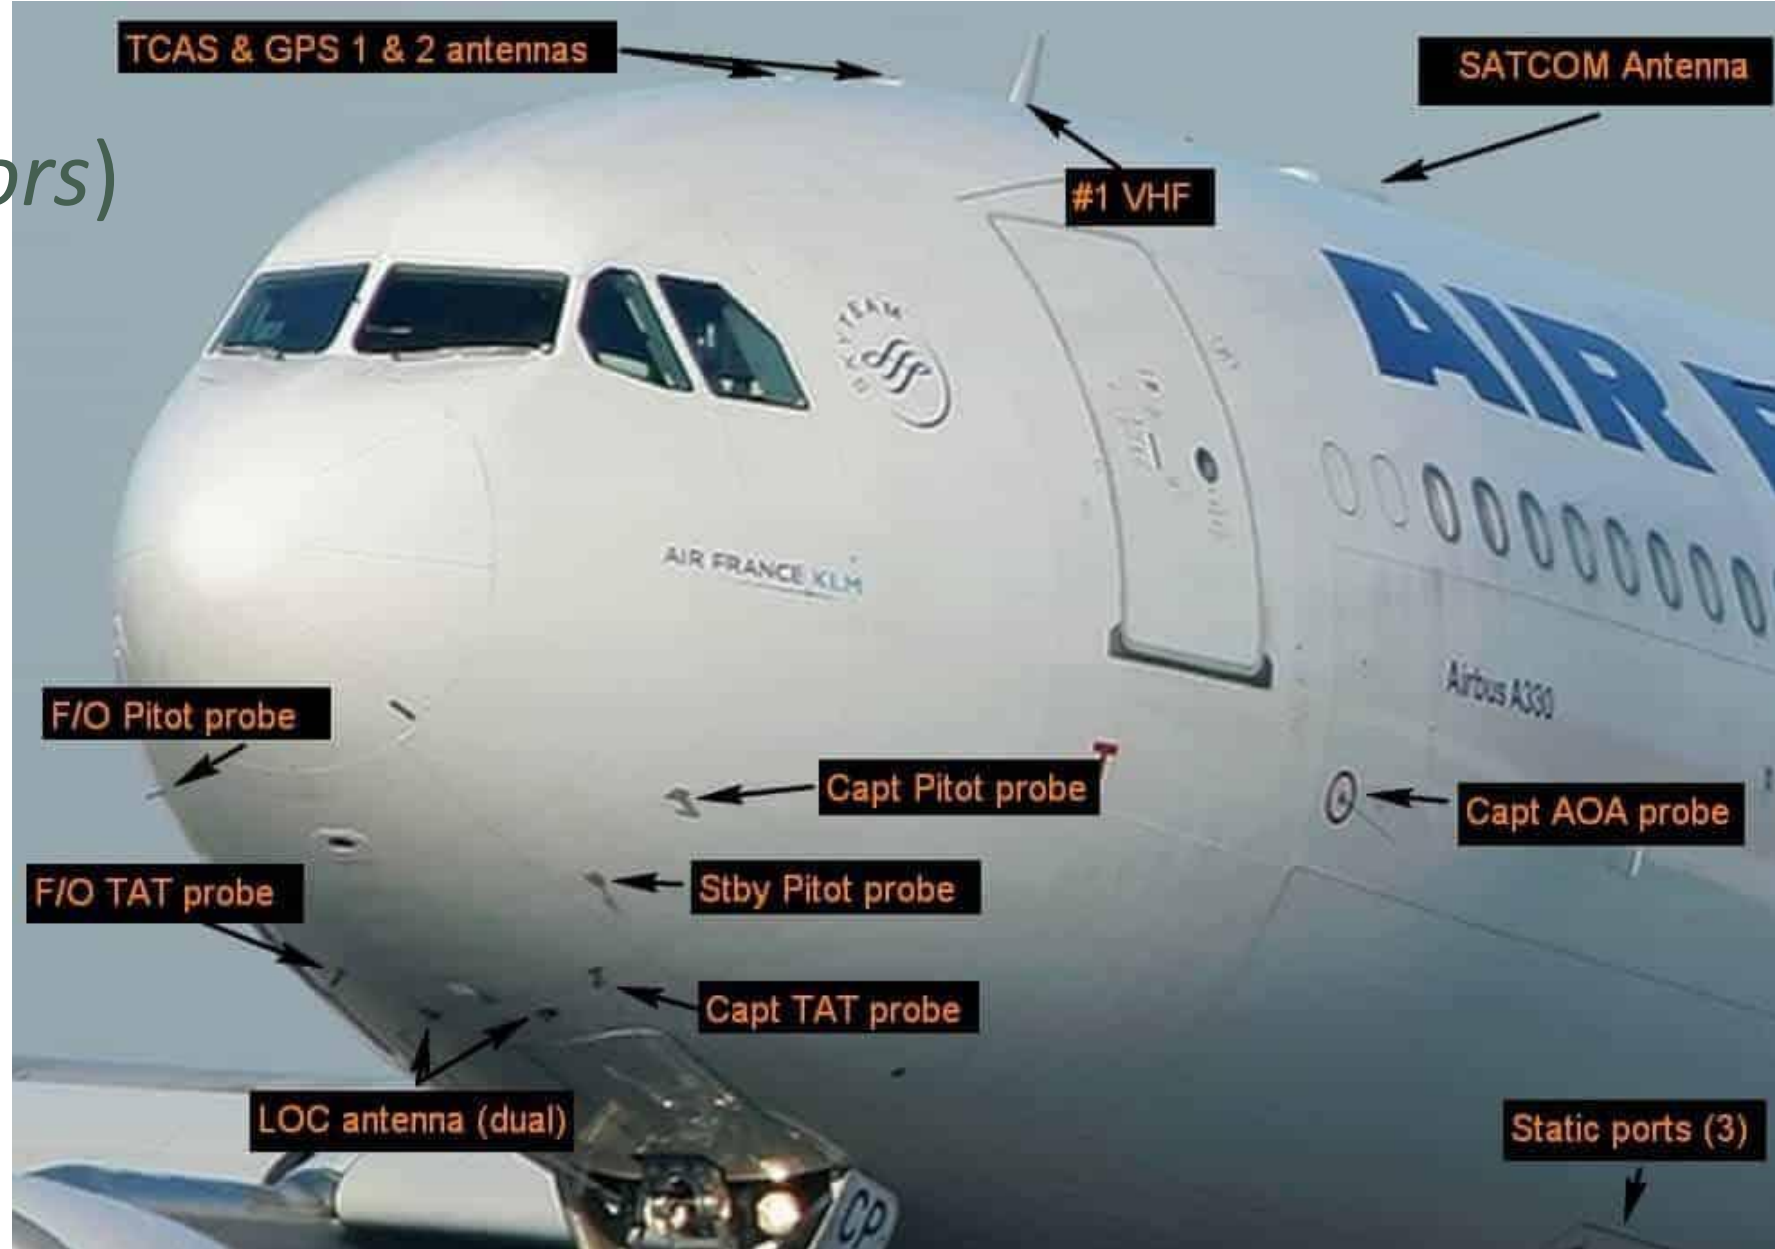 TCAS & GPS 1 & 2 antennas
SATCOM Antenna
ors)
#1 VHF
SKYTEAM
AIR F
AIR FRANCE KLM
Airbus A330
F/O Pitot probe
Capt Pitot probe
Capt AOA probe
F/O TAT probe
Stby Pitot probe
Capt TAT probe
LOC antenna (dual)
Static ports (3)
CP